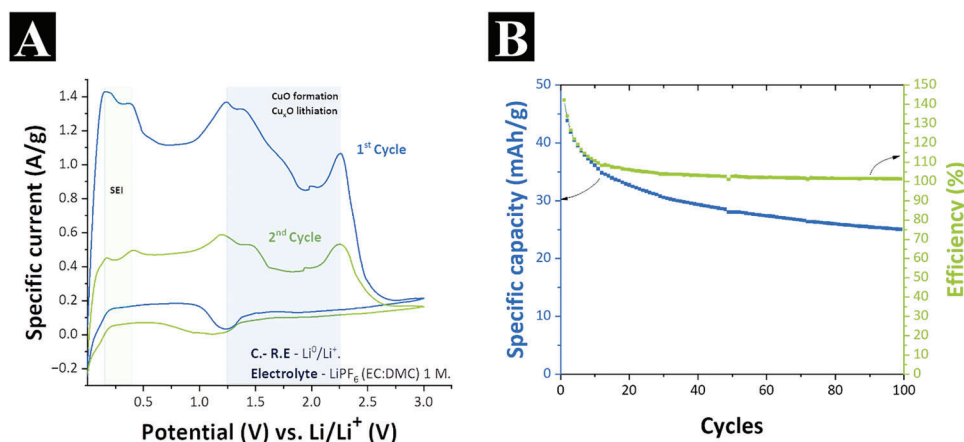 A
Specific current (A/g)
1.4
1.2
1.0
0.8
0.6
0.4
0.2
0.0
−0.2
SEI
CuO formation
CuxO lithiation
1st Cycle
2nd Cycle
C.- R.E - Li⁰/Li⁺.
Electrolyte - LiPF₆ (EC:DMC) 1 M.
0.5 1.0 1.5 2.0 2.5 3.0
Potential (V) vs. Li/Li⁺ (V)
B
Specific capacity (mAh/g)
50
40
30
20
10
0
0 20 40 60 80 100
Cycles
150
140
130
120
110
100
90
80
70
60
50
40
30
20
10
0
Efficiency (%)